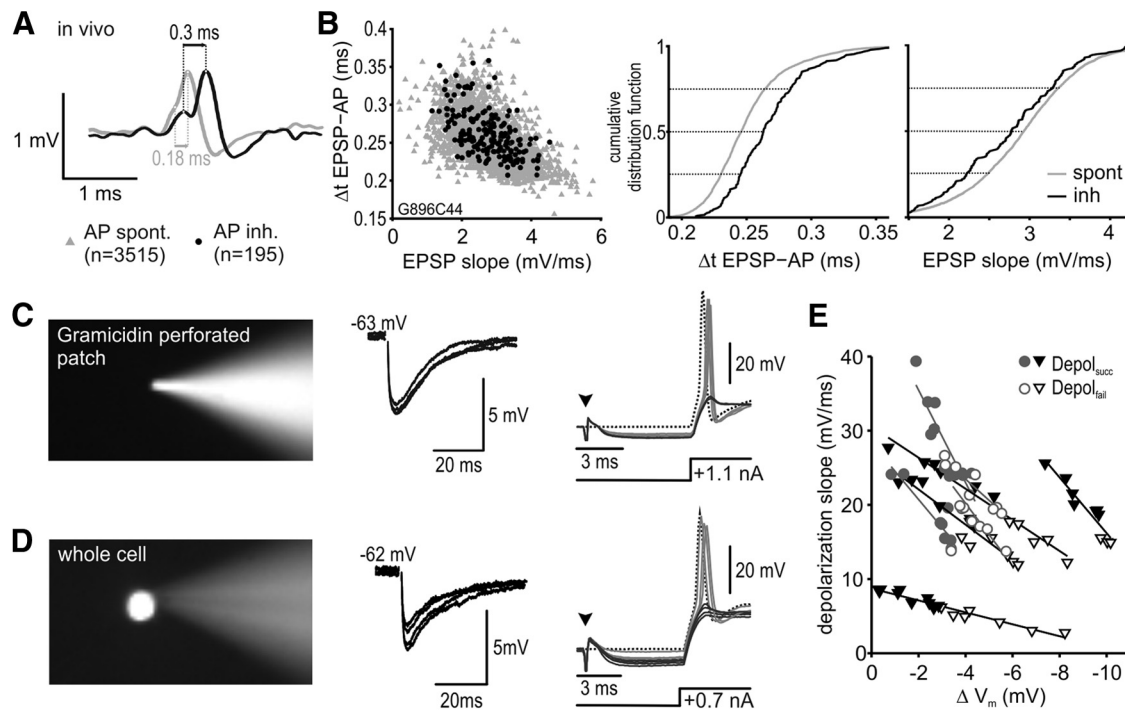 A
in vivo
0.3 ms
1 mV
0.18 ms
1 ms
AP spont.
(n=3515)
AP inh.
(n=195)
B
Δt EPSP−AP (ms)
0.4
0.35
0.3
0.25
0.2
0.15
G896C44
0
2
4
6
EPSP slope (mV/ms)
cumulative
distribution function
1
0.5
0
0.2
0.25
0.35
Δt EPSP−AP (ms)
spont
inh
2
3
4
EPSP slope (mV/ms)
C
Gramicidin perforated
patch
-63 mV
5 mV
20 ms
20 mV
3 ms
+1.1 nA
D
whole cell
-62 mV
5mV
20ms
20 mV
3 ms
+0.7 nA
E
depolarization slope (mV/ms)
40
30
20
10
0
Depolsucc
Depolfail
0
-2
-4
-6
-8
-10
Δ Vm (mV)